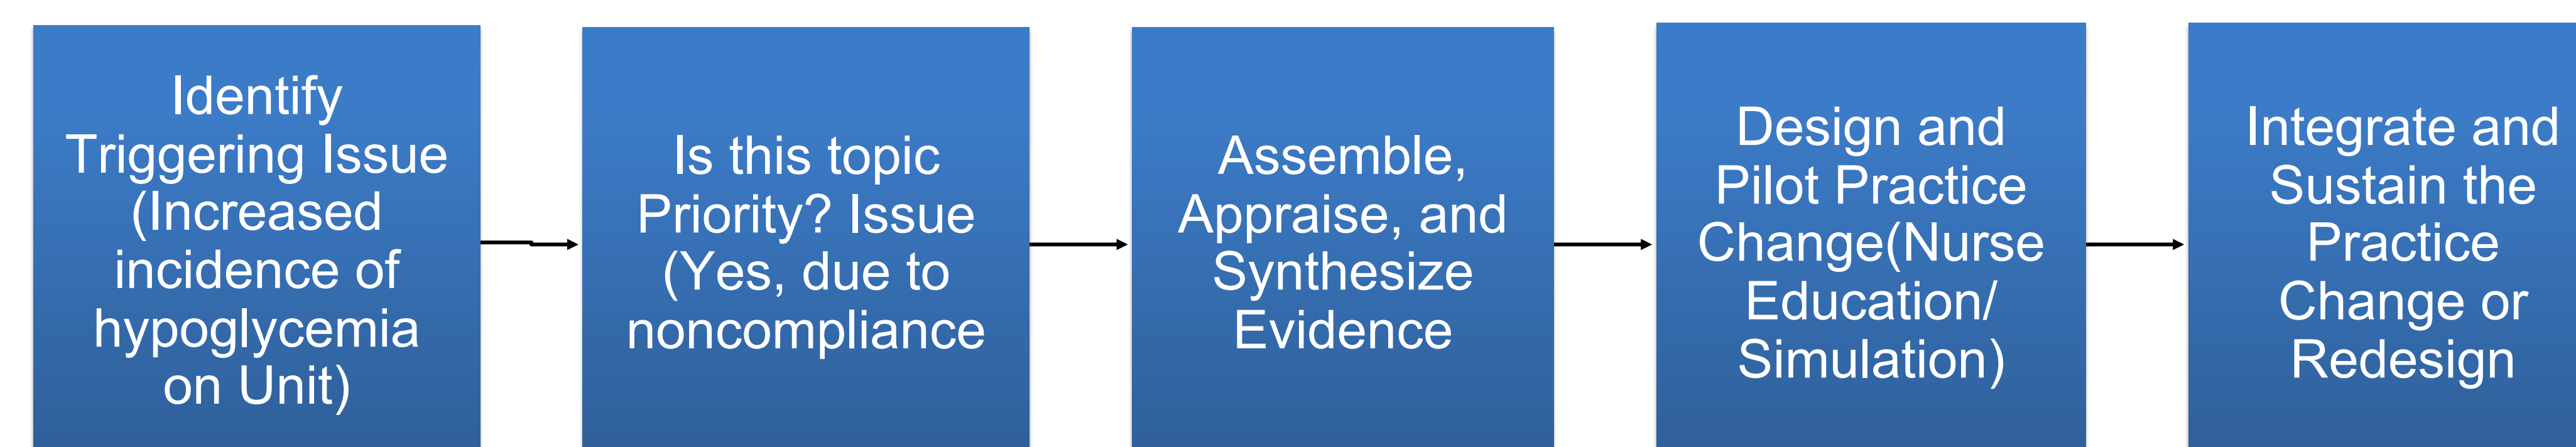 Identify
Triggering Issue
(Increased
incidence of
hypoglycemia
on Unit)
Is this topic
Priority? Issue
(Yes, due to
noncompliance
Assemble,
Appraise, and
Synthesize
Evidence
Design and
Pilot Practice
Change(Nurse
Education/
Simulation)
Integrate and
Sustain the
Practice
Change or
Redesign